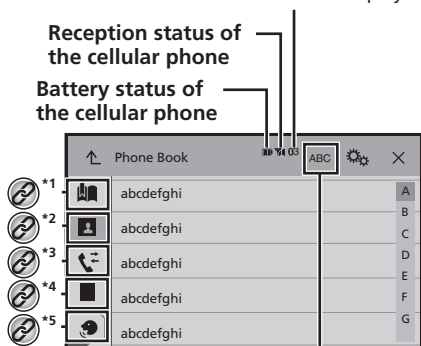 Reception status of
the cellular phone
Battery status of
the cellular phone
Phone Book
03
ABC
*1
abcdefghi
A
B
*2
abcdefghi
C
*3
abcdefghi
D
E
*4
abcdefghi
F
*5
abcdefghi
G